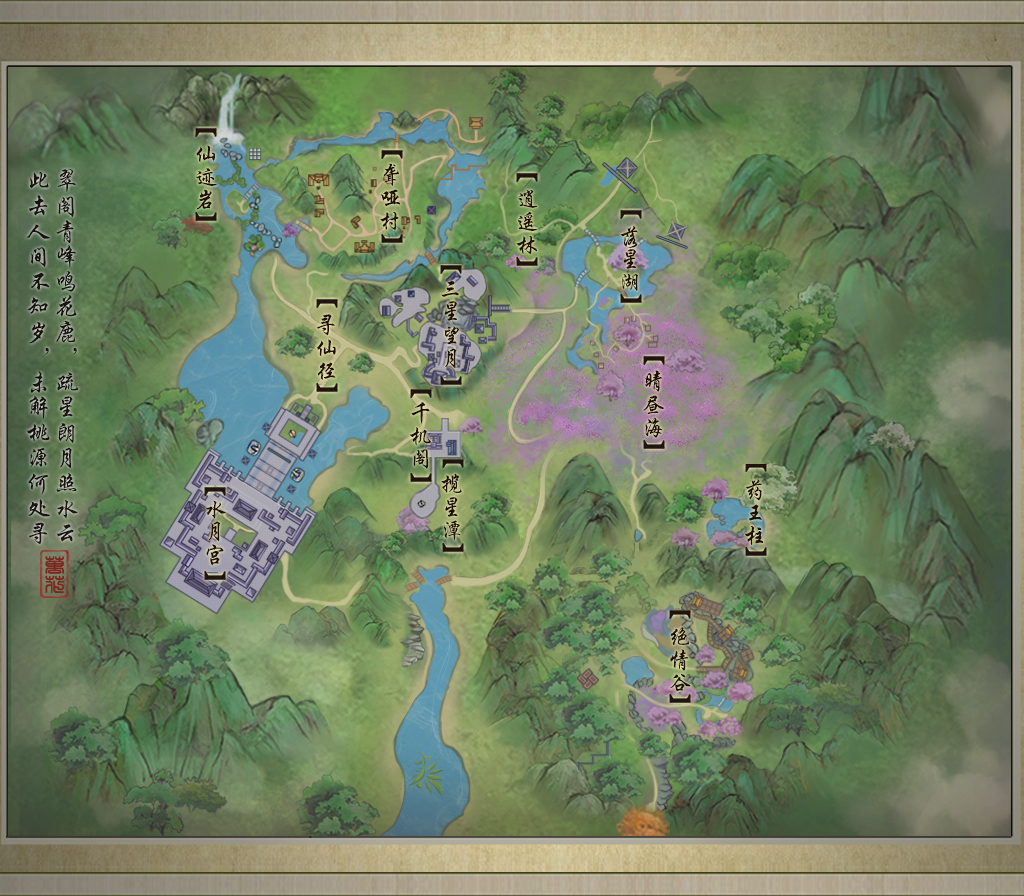 翠阁青峰鸣花鹿，疏星朗月照水云
此去人间不知岁，未解桃源何处寻
萬花
【仙迹岩】
【聋哑村】
【逍遥林】
【落星湖】
【三星望月】
【寻仙径】
【晴昼海】
【千机阁】
【揽星潭】
【水月宫】
【药王柱】
【绝情谷】